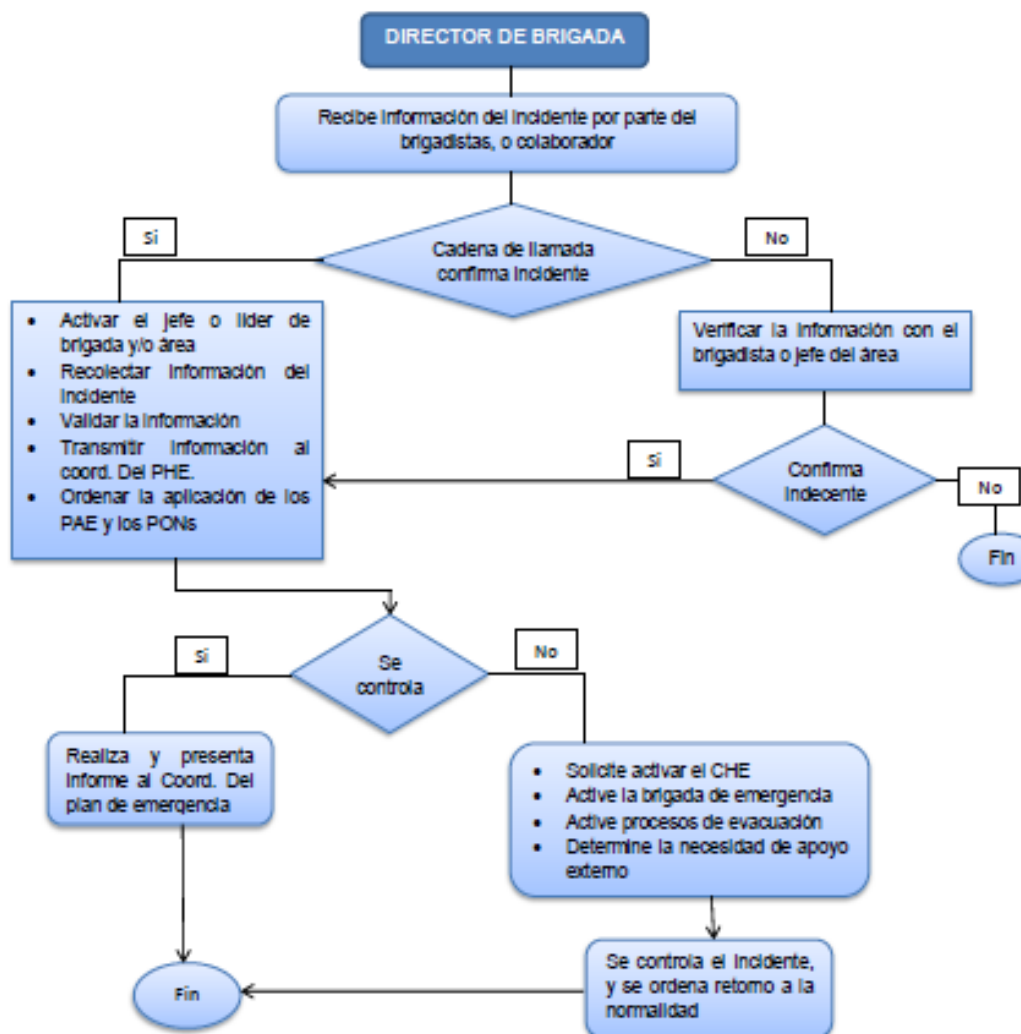 DIRECTOR DE BRIGADA
Recibe información del incidente por parte del
brigadistas, o colaborador
Si
No
Cadena de llamada
confirma incidente
• Activar el jefe o líder de
brigada y/o área
• Recolectar información del
incidente
• Validar la información
• Transmitir información al
coord. Del PHE.
• Ordenar la aplicación de los
PAE y los PONs
Verificar la información con el
brigadista o jefe del área
Si
Confirma
indecente
No
Fin
Si
Se
controla
No
Realiza y presenta
informe al Coord. Del
plan de emergencia
• Solicite activar el CHE
• Active la brigada de emergencia
• Active procesos de evacuación
• Determine la necesidad de apoyo
externo
Se controla el incidente,
y se ordena retorno a la
normalidad
Fin